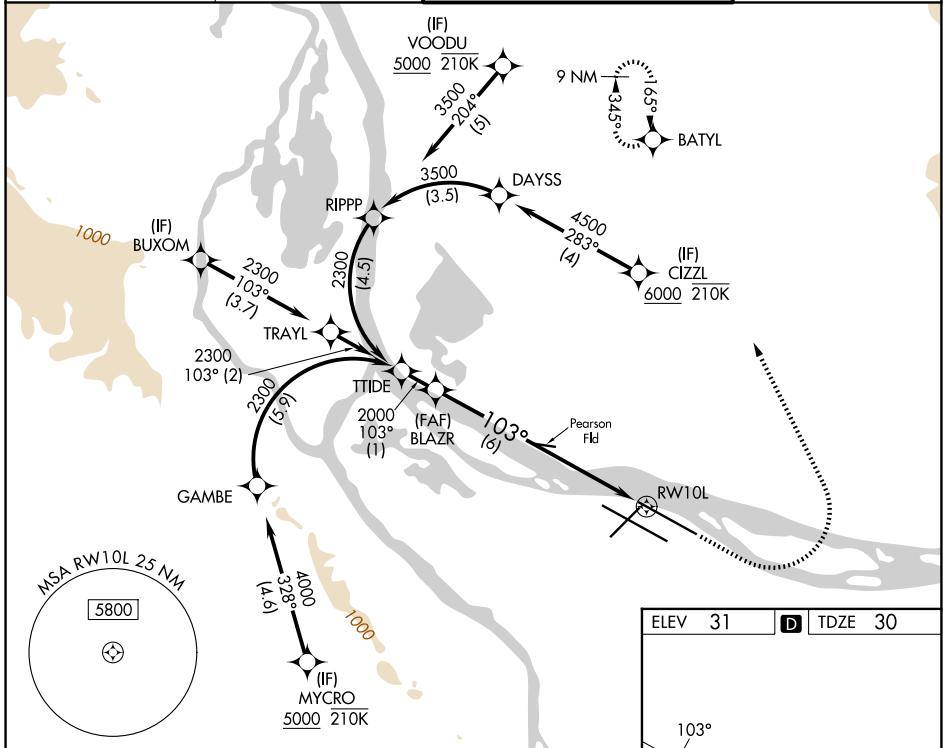 (IF)
VOODU
5000 210K
3500
204°
(5)
9 NM
345°
165°
BATYL
3500
(3.5)
DAYSS
RIPPP
4500
283°
(4)
(IF)
CIZZL
6000 210K
1000
(IF)
BUXOM
2300
103°
(3.7)
2300
(4.5)
TRAYL
2300
103° (2)
TTIDE
2300
(5.9)
2000
103°
(1)
(FAF)
BLAZR
103°
(6)
Pearson
Fld
RW10L
GAMBE
4000
328°
(4.6)
1000
(IF)
MYCRO
5000 210K
MSA RW10L 25 NM
5800
ELEV 31 D TDZE 30
103°